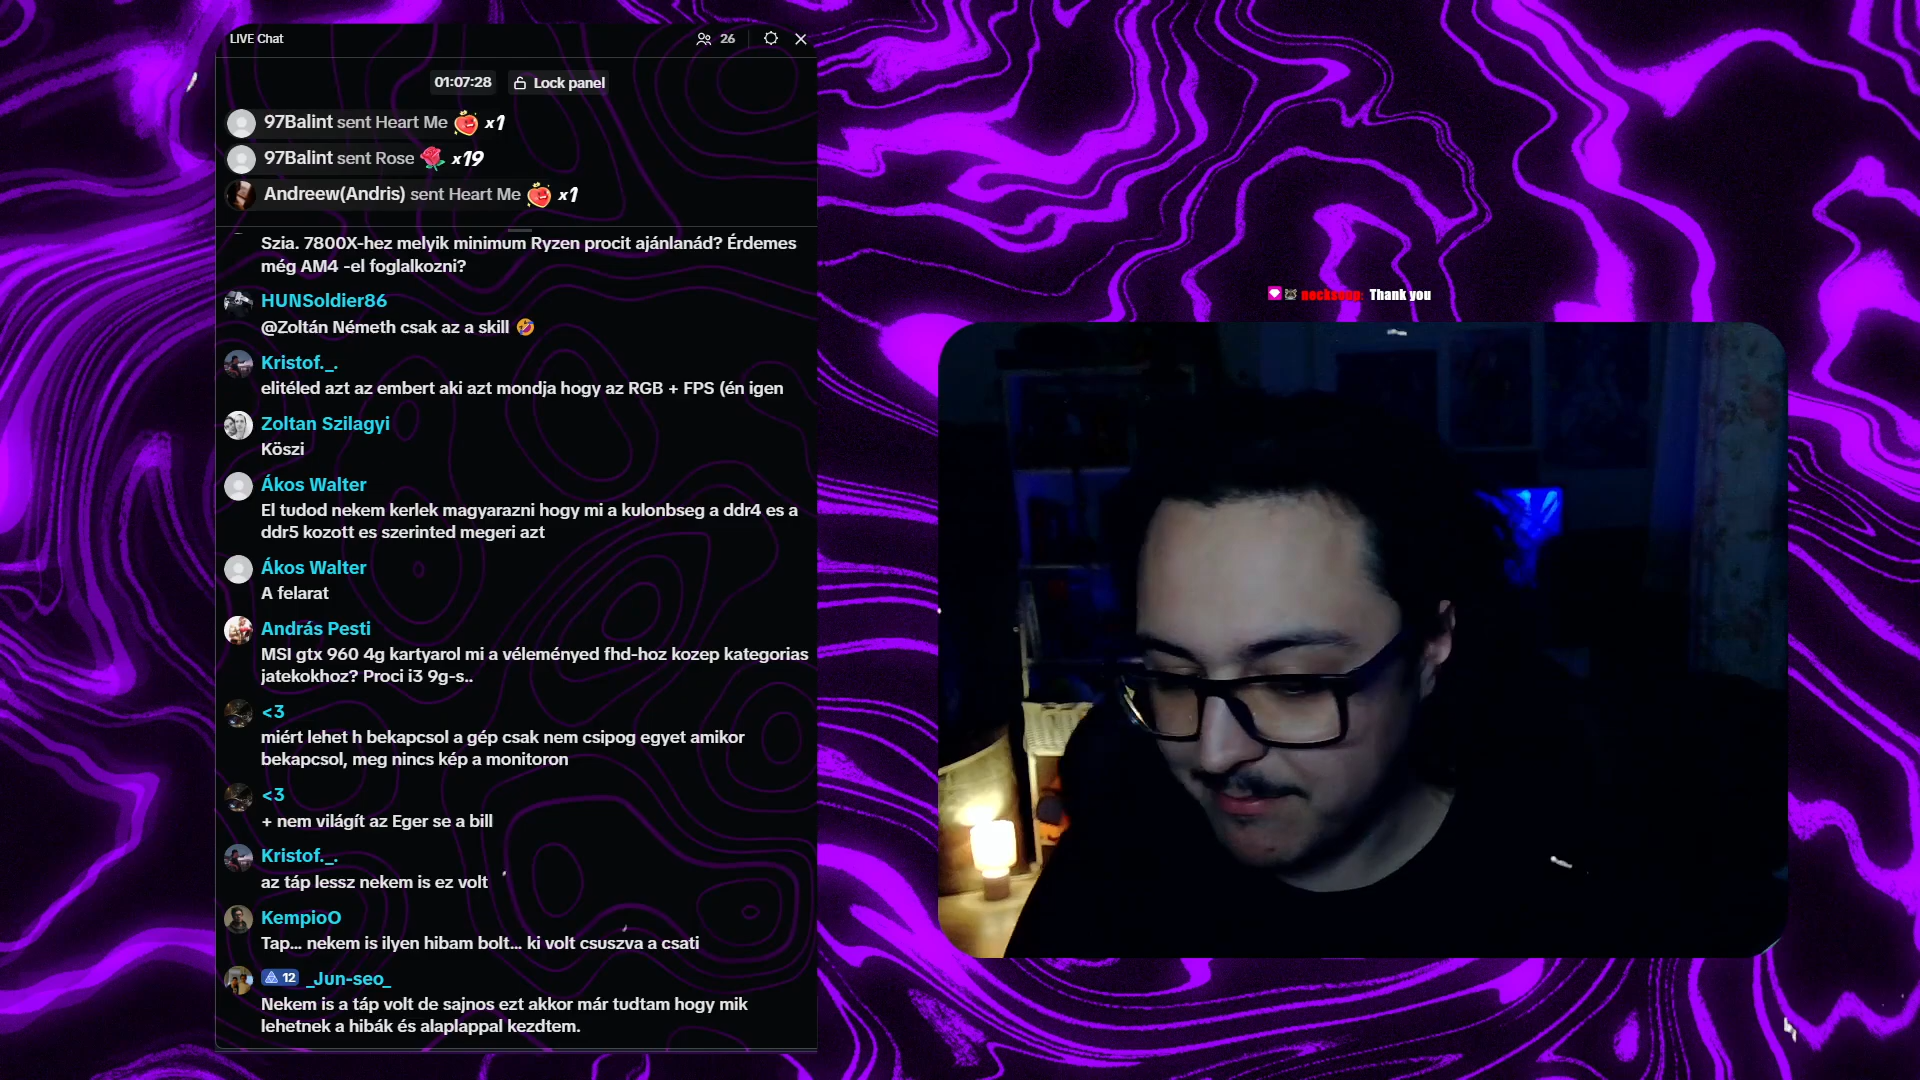 LIVE Chat
26
01:07:28
Lock panel
97Balint sent Heart Me x1
97Balint sent Rose x19
Andreew(Andris) sent Heart Me x1
Szia. 7800X-hez melyik minimum Ryzen procit ajánlanád? Érdemes
még AM4 -el foglalkozni?
HUNSoldier86
@Zoltán Németh csak az a skill 🤣
Kristof._.
elitéled azt az embert aki azt mondja hogy az RGB + FPS (én igen
Zoltan Szilagyi
Köszi
Ákos Walter
El tudod nekem kerlek magyarazni hogy mi a kulonbseg a ddr4 es a
ddr5 kozott es szerinted megeri azt
Ákos Walter
A felarat
András Pesti
MSI gtx 960 4g kartyarol mi a véleményed fhd-hoz kozep kategorias
jatekokhoz? Proci i3 9g-s..
<3
miért lehet h bekapcsol a gép csak nem csipog egyet amikor
bekapcsol, meg nincs kép a monitoron
<3
+ nem világít az Eger se a bill
Kristof._.
az táp lessz nekem is ez volt
KempioO
Tap... nekem is ilyen hibam bolt... ki volt csuszva a csati
12 _Jun-seo_
Nekem is a táp volt de sajnos ezt akkor már tudtam hogy mik
lehetnek a hibák és alaplappal kezdtem.
nocksoup: Thank you